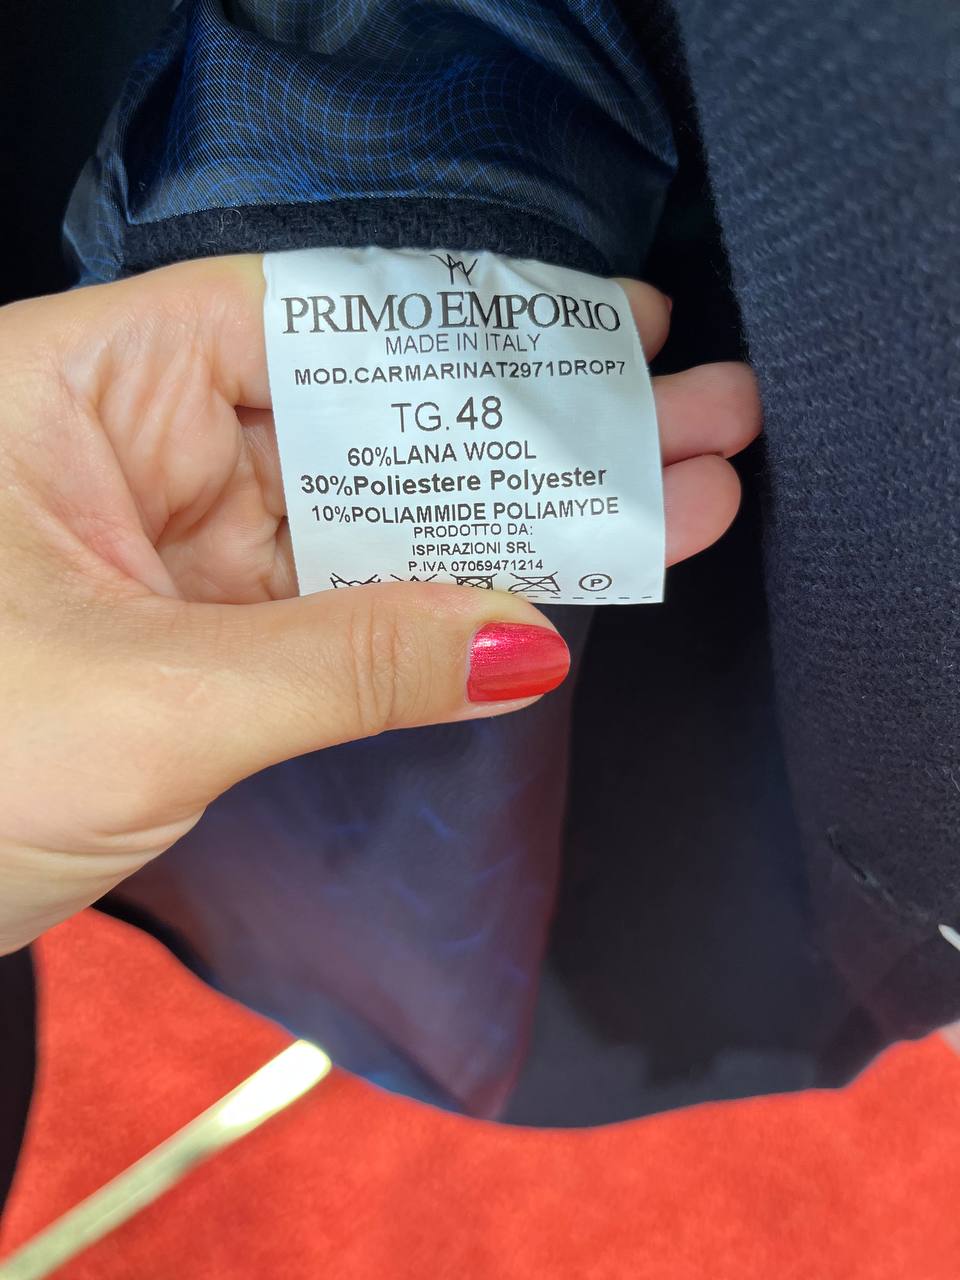 PRIMO EMPORIO
MADE IN ITALY
MOD.CARMARINAT2971DROP7
TG.48
60%LANA WOOL
30%Poliestere Polyester
10%POLIAMMIDE POLIAMYDE
PRODOTTO DA:
ISPIRAZIONI SRL
P.IVA 07059471214
P